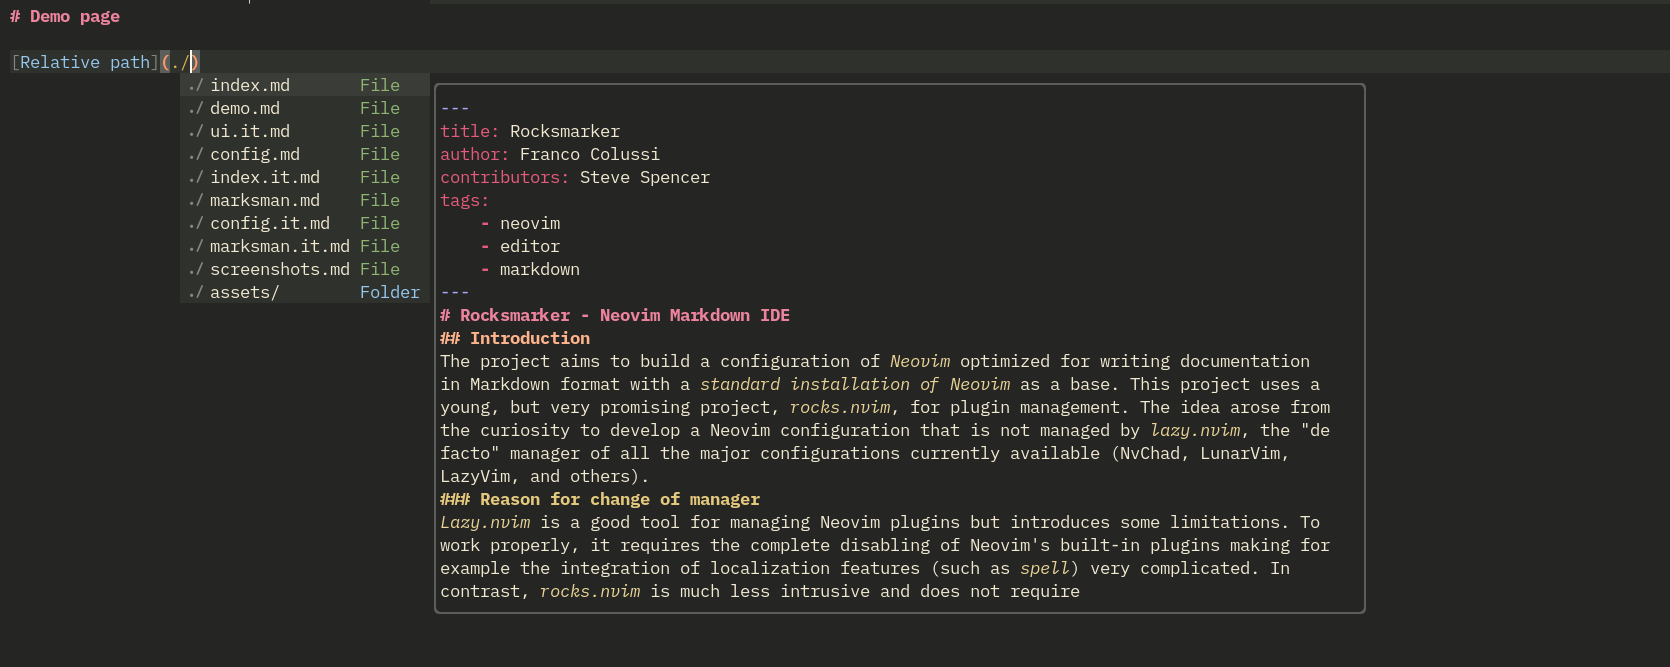 # Demo page
[Relative path](./)
./ index.md File
./ demo.md File
./ ui.it.md File
./ config.md File
./ index.it.md File
./ marksman.md File
./ config.it.md File
./ marksman.it.md File
./ screenshots.md File
./ assets/ Folder
---
title: Rocksmarker
author: Franco Colussi
contributors: Steve Spencer
tags:
    - neovim
    - editor
    - markdown
---
# Rocksmarker - Neovim Markdown IDE
## Introduction
The project aims to build a configuration of Neovim optimized for writing documentation
in Markdown format with a standard installation of Neovim as a base. This project uses a
young, but very promising project, rocks.nvim, for plugin management. The idea arose from
the curiosity to develop a Neovim configuration that is not managed by lazy.nvim, the "de
facto" manager of all the major configurations currently available (NvChad, LunarVim,
LazyVim, and others).
### Reason for change of manager
Lazy.nvim is a good tool for managing Neovim plugins but introduces some limitations. To
work properly, it requires the complete disabling of Neovim's built-in plugins making for
example the integration of localization features (such as spell) very complicated. In
contrast, rocks.nvim is much less intrusive and does not require